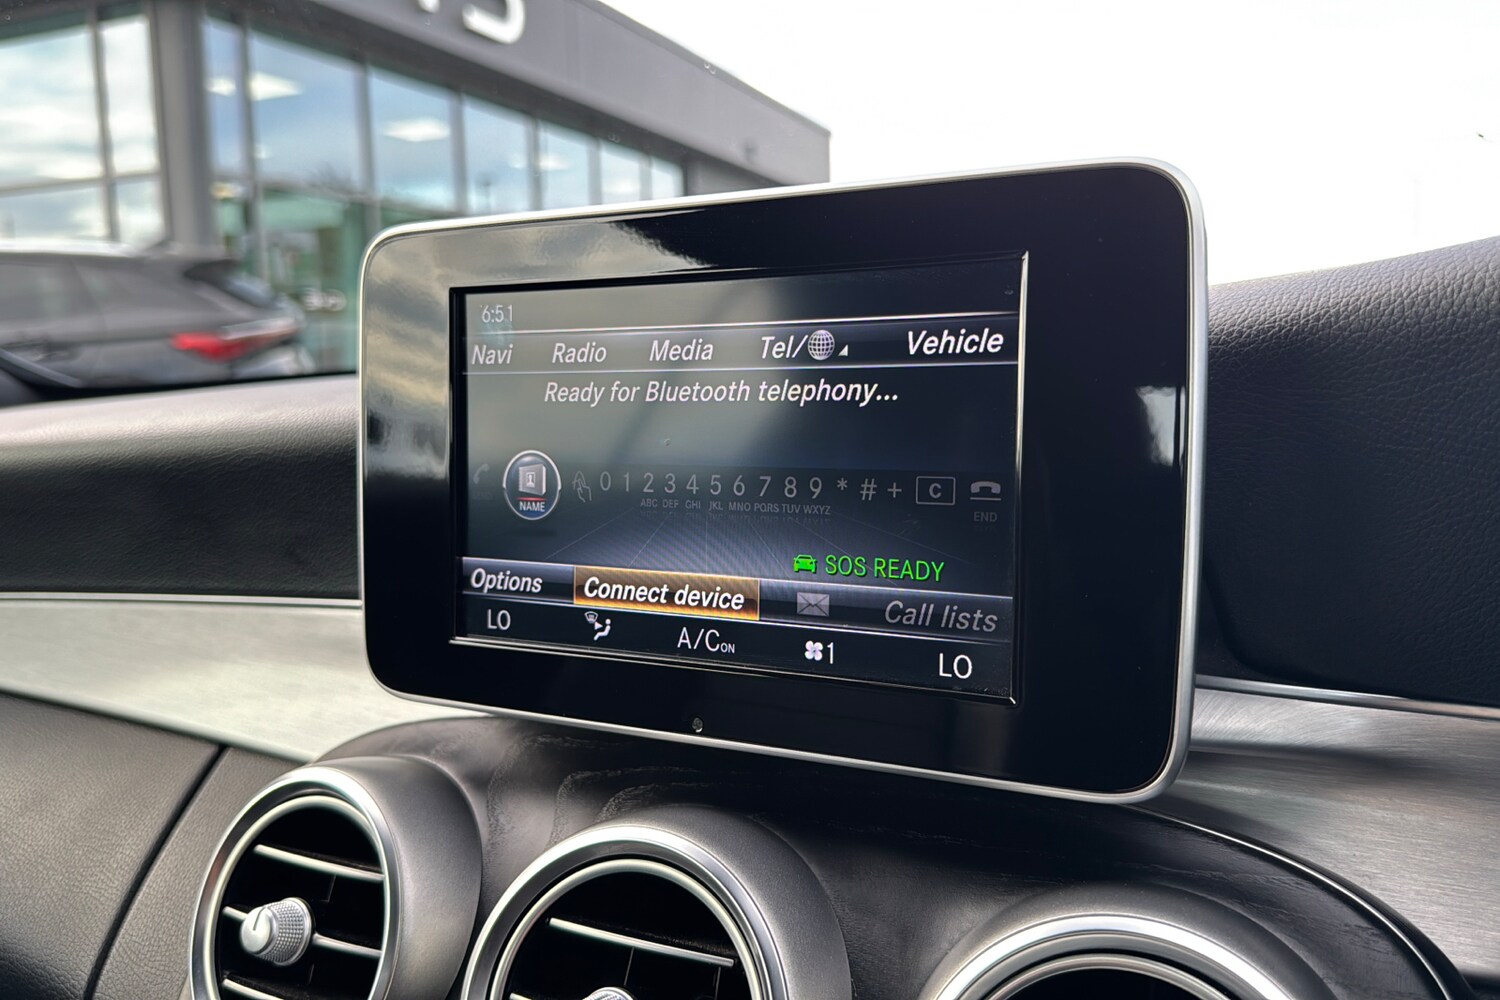 6:51
Navi Radio Media Tel/ Vehicle
Ready for Bluetooth telephony...
NAME 0 1 2 3 4 5 6 7 8 9 * # + C
ABC DEF GHI JKL MNO PQRS TUV WXYZ
END
SOS READY
Options Connect device Call lists
LO A/C ON 1 LO